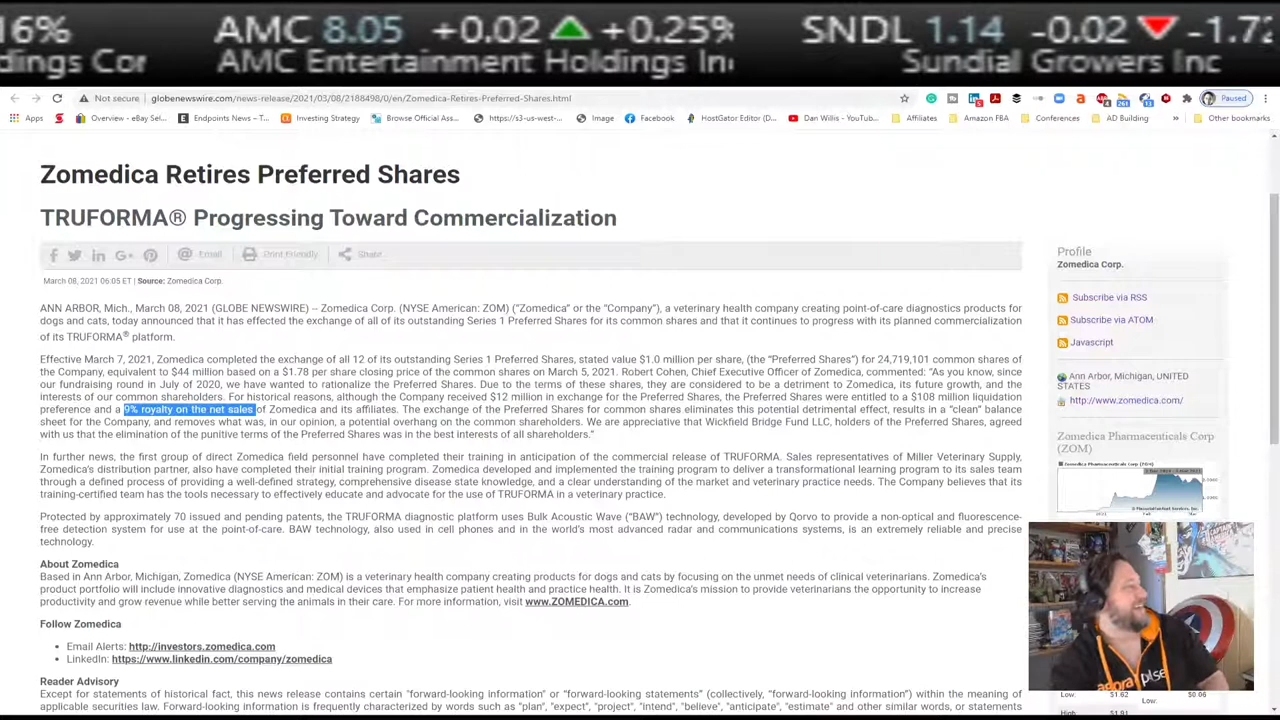 16% AMC 8.05 +0.02 +0.25% SNDL 1.14 -0.02 -1.72
dings Cor AMC Entertainment Holdings Inc Sundial Growers Inc
Not secure globenewswire.com/news-release/2021/03/08/2188498/0/en/Zomedica-Retires-Preferred-Shares.html Paused
Apps Overview - eBay Sel... Endpoints News – T... Investing Strategy Browse Official Ass... https://s3-us-west-... Image Facebook HostGator Editor (D... Dan Willis - YouTube Affiliates Amazon FBA Conferences AD Building » Other bookmarks
Zomedica Retires Preferred Shares
TRUFORMA® Progressing Toward Commercialization
Email Print Friendly Share
March 08, 2021 06:05 ET | Source: Zomedica Corp.
ANN ARBOR, Mich., March 08, 2021 (GLOBE NEWSWIRE) -- Zomedica Corp. (NYSE American: ZOM) ("Zomedica" or the "Company"), a veterinary health company creating point-of-care diagnostics products for
dogs and cats, today announced that it has effected the exchange of all of its outstanding Series 1 Preferred Shares for its common shares and that it continues to progress with its planned commercialization
of its TRUFORMA® platform.
Effective March 7, 2021, Zomedica completed the exchange of all 12 of its outstanding Series 1 Preferred Shares, stated value $1.0 million per share, (the "Preferred Shares") for 24,719,101 common shares of
the Company, equivalent to $44 million based on a $1.78 per share closing price of the common shares on March 5, 2021. Robert Cohen, Chief Executive Officer of Zomedica, commented: "As you know, since
our fundraising round in July of 2020, we have wanted to rationalize the Preferred Shares. Due to the terms of these shares, they are considered to be a detriment to Zomedica, its future growth, and the
interests of our common shareholders. For historical reasons, although the Company received $12 million in exchange for the Preferred Shares, the Preferred Shares were entitled to a $108 million liquidation
preference and a 9% royalty on the net sales of Zomedica and its affiliates. The exchange of the Preferred Shares for common shares eliminates this potential detrimental effect, results in a "clean" balance
sheet for the Company, and removes what was, in our opinion, a potential overhang on the common shareholders. We are appreciative that Wickfield Bridge Fund LLC, holders of the Preferred Shares, agreed
with us that the elimination of the punitive terms of the Preferred Shares was in the best interests of all shareholders."
In further news, the first group of direct Zomedica field personnel have completed their training in anticipation of the commercial release of TRUFORMA. Sales representatives of Miller Veterinary Supply,
Zomedica's distribution partner, also have completed their initial training program. Zomedica developed and implemented the training program to deliver a transformational learning program to its sales team
through a defined process of providing a well-defined strategy, comprehensive disease state knowledge, and a clear understanding of the market and veterinary practice needs. The Company believes that its
training-certified team has the tools necessary to effectively educate and advocate for the use of TRUFORMA in a veterinary practice.
Protected by approximately 70 issued and pending patents, the TRUFORMA diagnostic platform uses Bulk Acoustic Wave ("BAW") technology, developed by Qorvo to provide a non-optical and fluorescence-
free detection system for use at the point-of-care. BAW technology, also used in cell phones and in the world's most advanced radar and communications systems, is an extremely reliable and precise
technology.
About Zomedica
Based in Ann Arbor, Michigan, Zomedica (NYSE American: ZOM) is a veterinary health company creating products for dogs and cats by focusing on the unmet needs of clinical veterinarians. Zomedica's
product portfolio will include innovative diagnostics and medical devices that emphasize patient health and practice health. It is Zomedica's mission to provide veterinarians the opportunity to increase
productivity and grow revenue while better serving the animals in their care. For more information, visit www.ZOMEDICA.com.
Follow Zomedica
• Email Alerts: http://investors.zomedica.com
• LinkedIn: https://www.linkedin.com/company/zomedica
Reader Advisory
Except for statements of historical fact, this news release contains certain "forward-looking information" or "forward-looking statements" (collectively, "forward-looking information") within the meaning of
applicable securities law. Forward-looking information is frequently characterized by words such as "plan", "expect", "project", "intend", "believe", "anticipate", "estimate" and other similar words, or statements
Profile
Zomedica Corp.
Subscribe via RSS
Subscribe via ATOM
Javascript
Ann Arbor, Michigan, UNITED
STATES
http://www.zomedica.com/
Zomedica Pharmaceuticals Corp
(ZOM)
Zomedica Pharmaceuticals Corp (ZOM)
Low: $1.62 $0.06
Low:
High $1.91